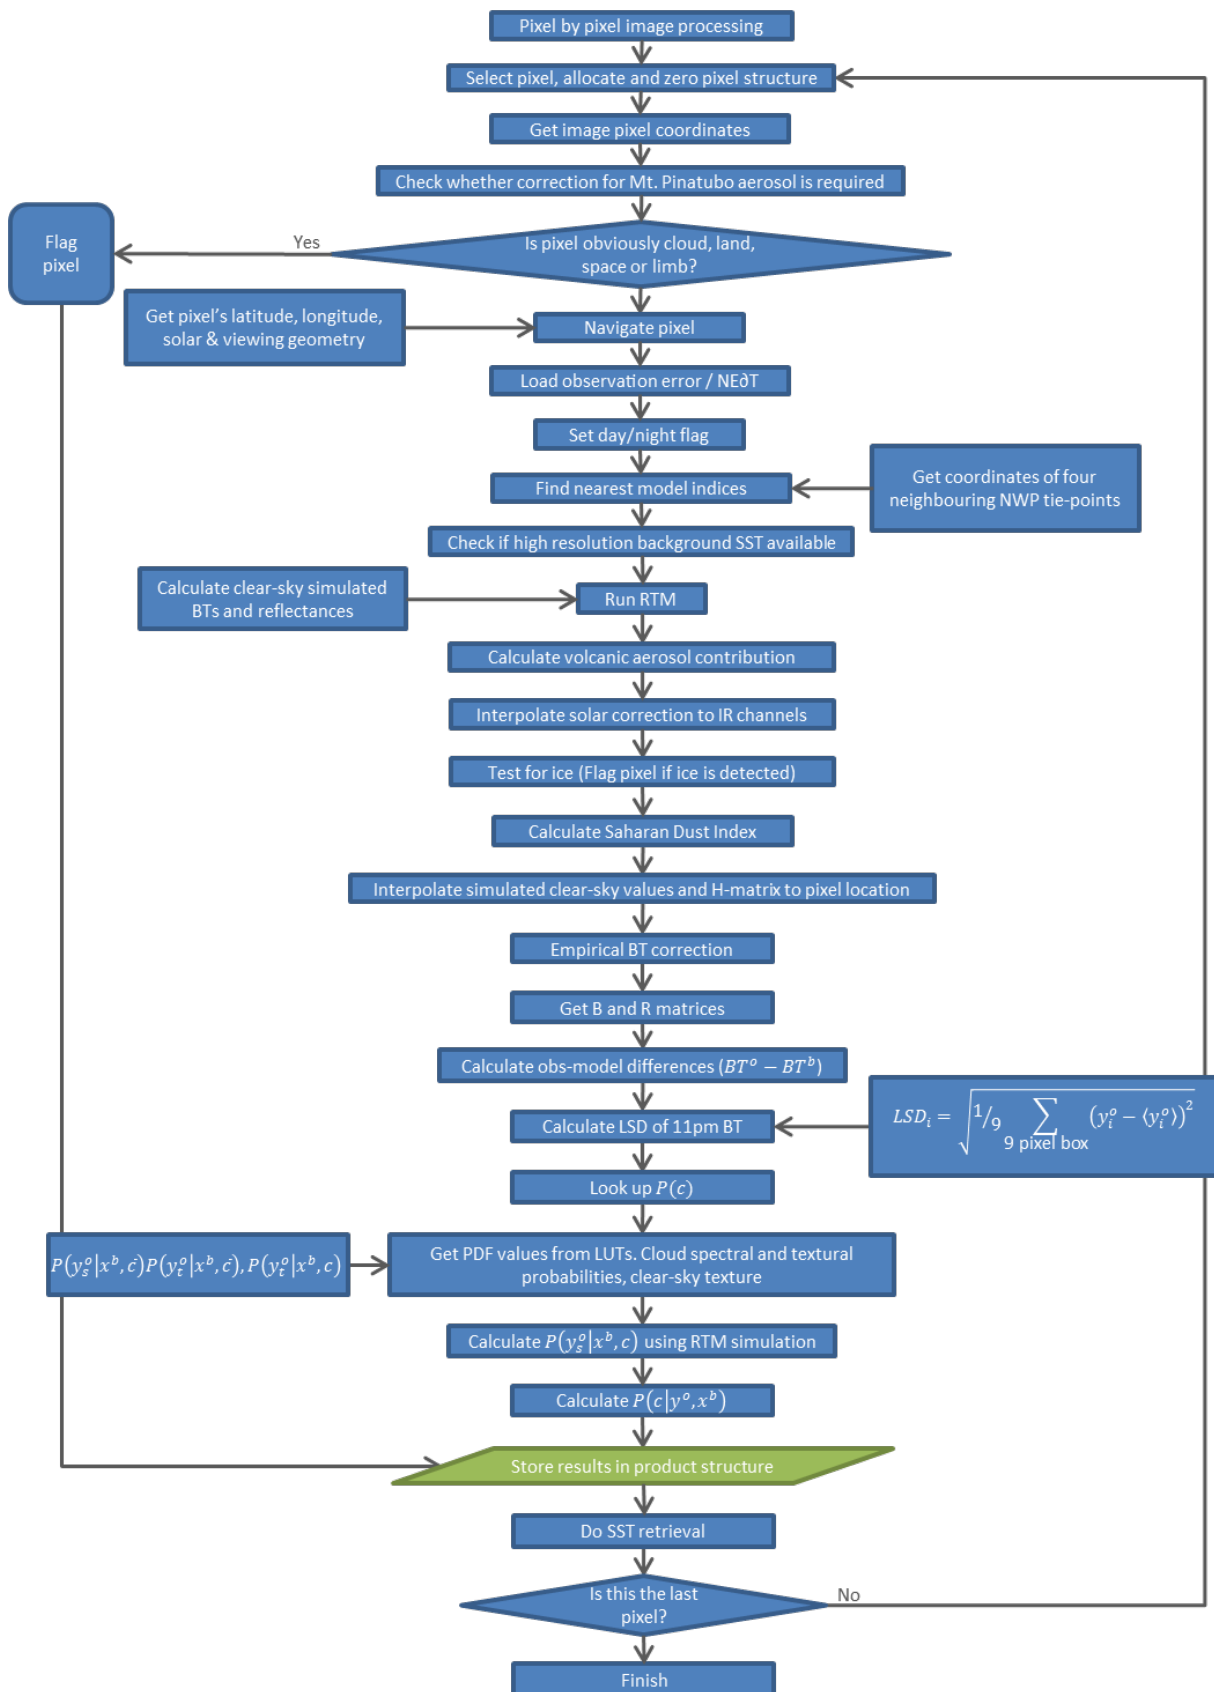 Pixel by pixel image processing
Select pixel, allocate and zero pixel structure
Get image pixel coordinates
Check whether correction for Mt. Pinatubo aerosol is required
Flag
pixel
Yes
Is pixel obviously cloud, land,
space or limb?
Get pixel's latitude, longitude,
solar & viewing geometry
Navigate pixel
Load observation error / NE∂T
Set day/night flag
Get coordinates of four
neighbouring NWP tie-points
Find nearest model indices
Check if high resolution background SST available
Calculate clear-sky simulated
BTs and reflectances
Run RTM
Calculate volcanic aerosol contribution
Interpolate solar correction to IR channels
Test for ice (Flag pixel if ice is detected)
Calculate Saharan Dust Index
Interpolate simulated clear-sky values and H-matrix to pixel location
Empirical BT correction
Get B and R matrices
Calculate obs-model differences (BT^o − BT^b)
LSD_i = √(1/9 ∑_{9 pixel box} (y_i^o − ⟨y_i^o⟩)^2)
Calculate LSD of 11pm BT
Look up P(c)
P(y_s^o|x^b, c̄)P(y_t^o|x^b, c̄), P(y_t^o|x^b, c)
Get PDF values from LUTs. Cloud spectral and textural
probabilities, clear-sky texture
Calculate P(y_s^o|x^b, c) using RTM simulation
Calculate P(c|y^o, x^b)
Store results in product structure
Do SST retrieval
Is this the last
pixel?
No
Finish